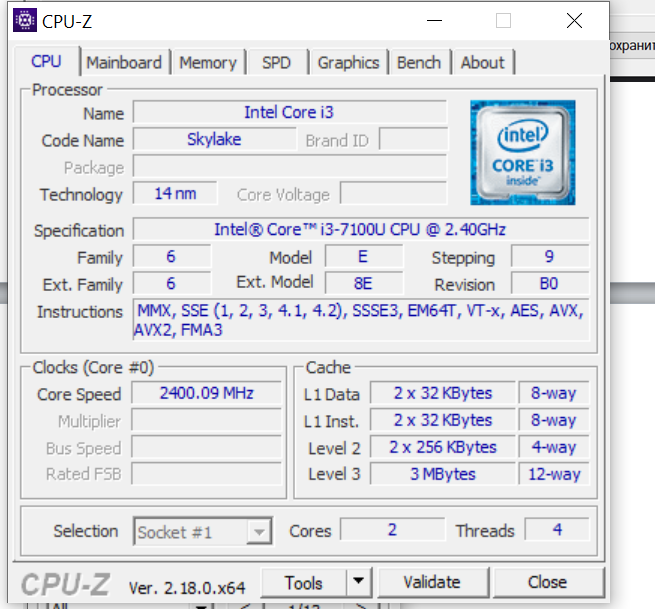 CPU-Z
охранит
CPU Mainboard Memory SPD Graphics Bench About
Processor
Name Intel Core i3
Code Name Skylake Brand ID
Package
Technology 14 nm Core Voltage
intel
CORE i3
inside
Specification Intel® Core™ i3-7100U CPU @ 2.40GHz
Family 6 Model E Stepping 9
Ext. Family 6 Ext. Model 8E Revision B0
Instructions MMX, SSE (1, 2, 3, 4.1, 4.2), SSSE3, EM64T, VT-x, AES, AVX,
AVX2, FMA3
Clocks (Core #0)
Core Speed 2400.09 MHz
Multiplier
Bus Speed
Rated FSB
Cache
L1 Data 2 x 32 KBytes 8-way
L1 Inst. 2 x 32 KBytes 8-way
Level 2 2 x 256 KBytes 4-way
Level 3 3 MBytes 12-way
Selection Socket #1 Cores 2 Threads 4
CPU-Z Ver. 2.18.0.x64 Tools Validate Close